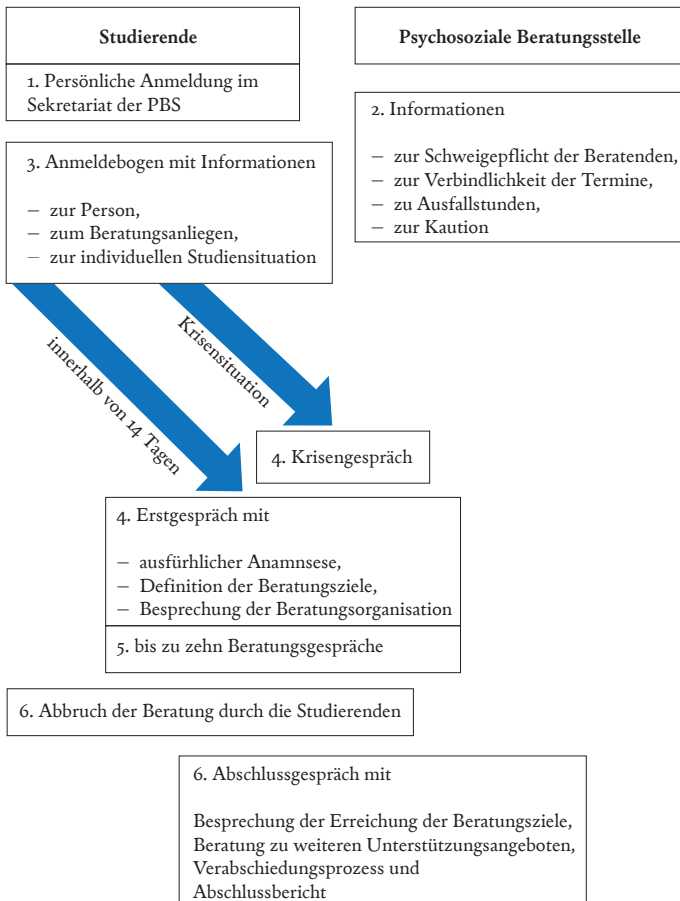 Studierende
Psychosoziale Beratungsstelle
1. Persönliche Anmeldung im
Sekretariat der PBS
2. Informationen
– zur Schweigepflicht der Beratenden,
– zur Verbindlichkeit der Termine,
– zu Ausfallstunden,
– zur Kaution
3. Anmeldebogen mit Informationen
– zur Person,
– zum Beratungsanliegen,
– zur individuellen Studiensituation
innerhalb von 14 Tagen
Krisensituation
4. Krisengespräch
4. Erstgespräch mit
– ausfürhlicher Anamnsese,
– Definition der Beratungsziele,
– Besprechung der Beratungsorganisation
5. bis zu zehn Beratungsgespräche
6. Abbruch der Beratung durch die Studierenden
6. Abschlussgespräch mit
Besprechung der Erreichung der Beratungsziele,
Beratung zu weiteren Unterstützungsangeboten,
Verabschiedungsprozess und
Abschlussbericht